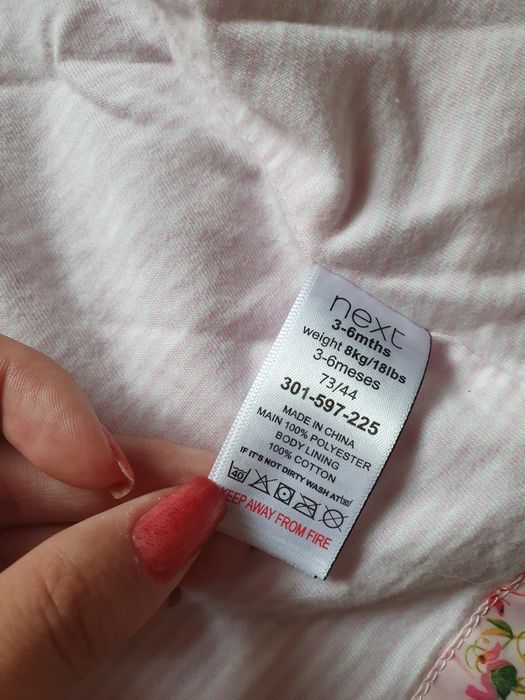 next
3-6mths
weight 8kg/18lbs
3-6meses
73/44
301-597-225
MADE IN CHINA
MAIN 100% POLYESTER
BODY LINING
100% COTTON
IF IT'S NOT DIRTY WASH AT 30°
40
KEEP AWAY FROM FIRE